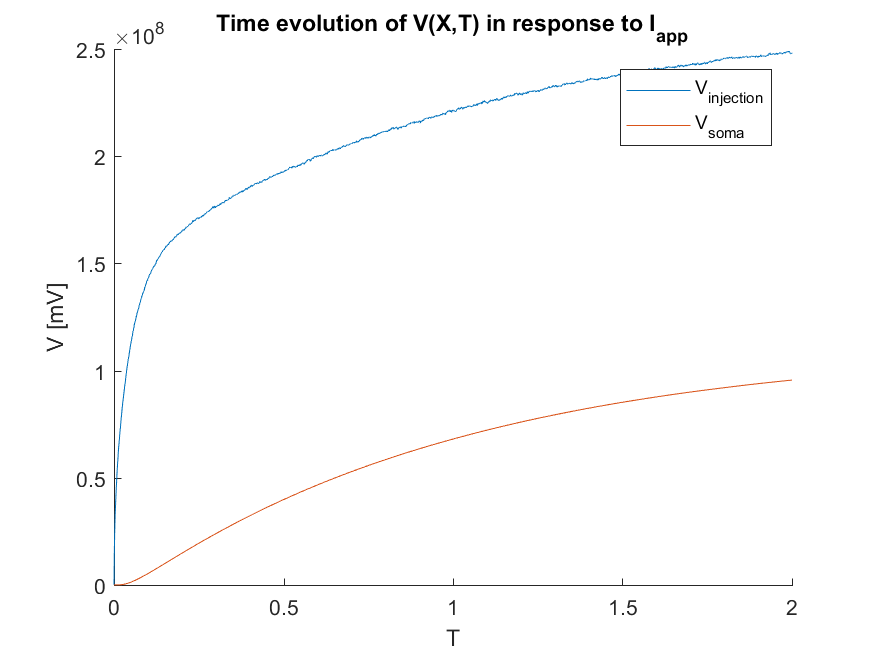 Time evolution of V(X,T) in response to I_app
×10^8
2.5
2
1.5
1
0.5
0
V [mV]
V_injection
V_soma
0 0.5 1 1.5 2
T